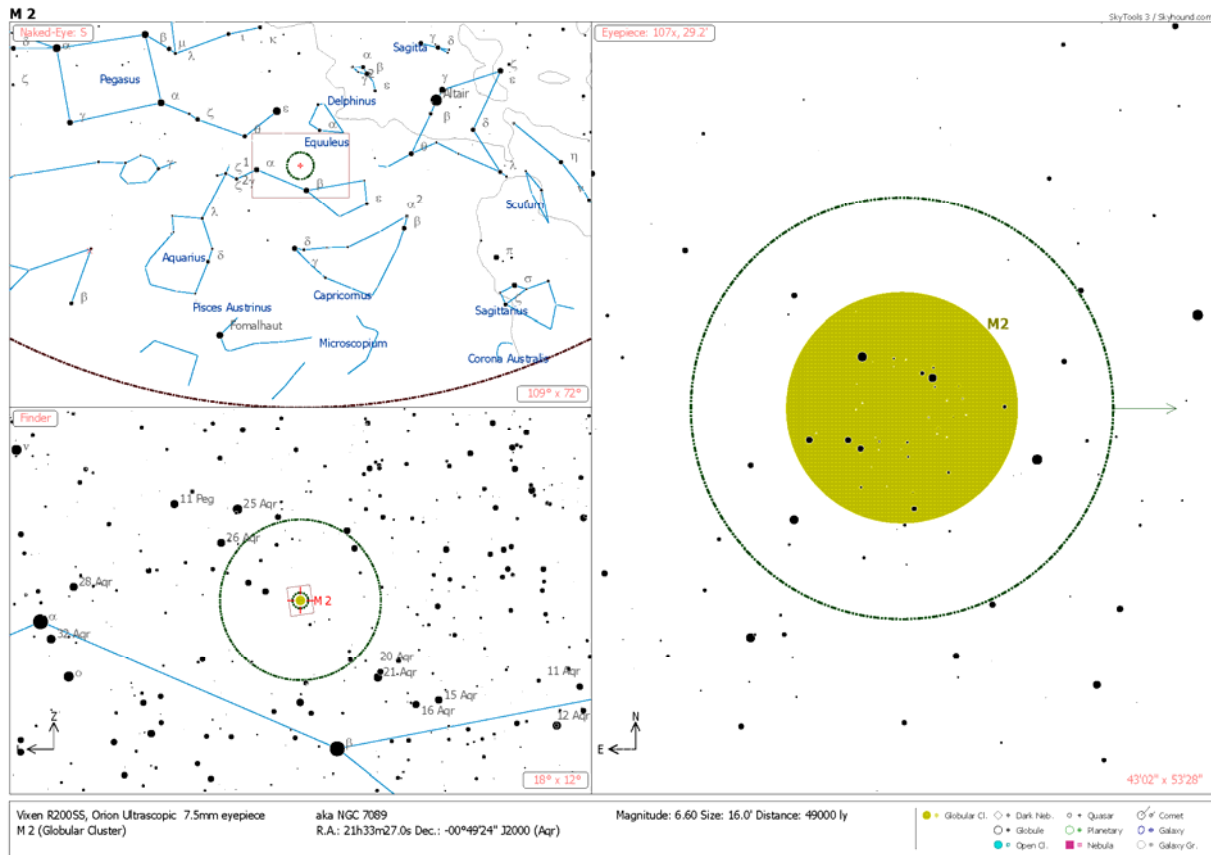 M 2
SkyTools 3 / Skyhound.com
Naked-Eye: S
δ α β μ λ ι κ
ζ Pegasus
γ α ζ θ ε
Sagitta γ δ
α β γ2 ε
Delphinus
γ Altair ζ ε
β
α
Equuleus
δ
θ λ η
γ ζ 1 α
ζ 2 γ β ε
α 2
β
Scutum
λ
Aquarius δ
δ γ
π
Capricornus
σ
ζ
Sagittarius
β
Pisces Austrinus
Fomalhaut
Microscopium
Corona Australis
109° x 72°
Finder
ν
11 Peg
25 Aqr
26 Aqr
28 Aqr
M 2
α
32 Aqr
ο
20 Aqr
21 Aqr
11 Aqr
15 Aqr
16 Aqr
12 Aqr
Z
β
18° x 12°
Eyepiece: 107x, 29.2'
M2
N
E
43'02" x 53'28"
Vixen R200SS, Orion Ultrascopic 7.5mm eyepiece
M 2 (Globular Cluster)
aka NGC 7089
R.A.: 21h33m27.0s Dec.: -00°49'24" J2000 (Aqr)
Magnitude: 6.60 Size: 16.0' Distance: 49000 ly
Globular Cl. Dark Neb. Quasar Comet
Globule Planetary Galaxy
Open Cl. Nebula Galaxy Gr.